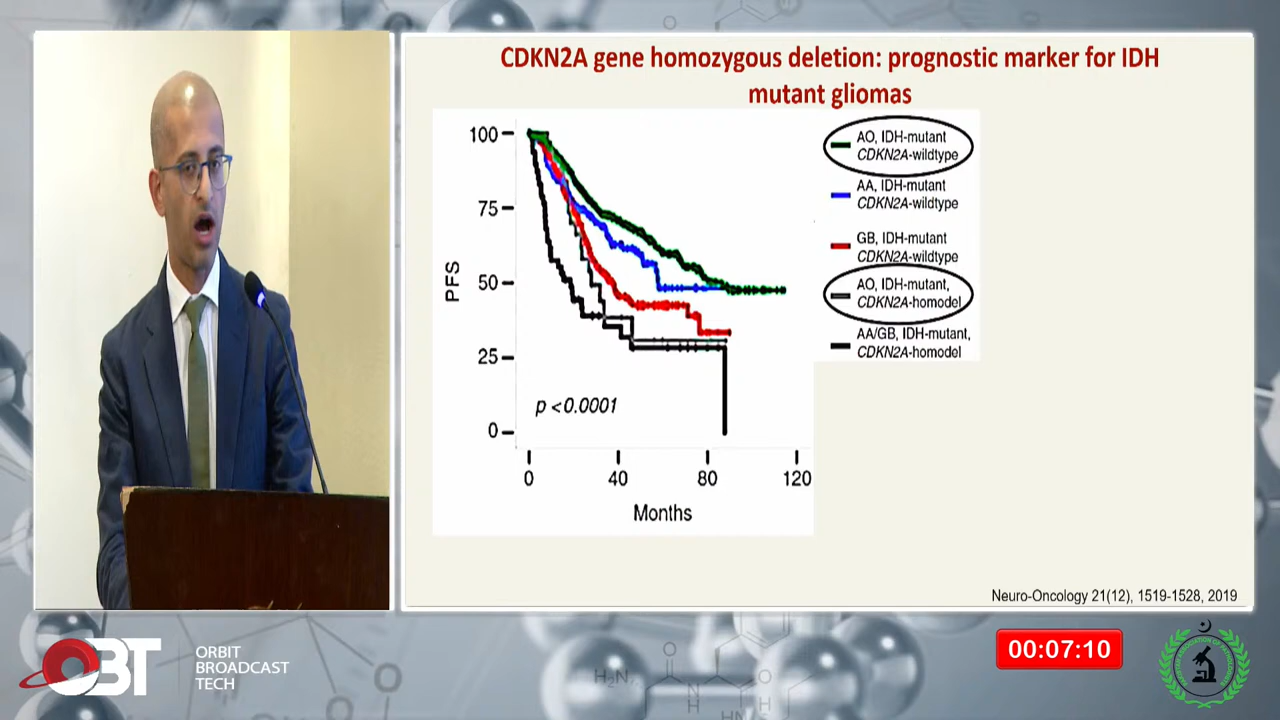 CDKN2A gene homozygous deletion: prognostic marker for IDH
mutant gliomas
PFS
100
75
50
25
0
p <0.0001
0 40 80 120
Months
AO, IDH-mutant
CDKN2A-wildtype
AA, IDH-mutant
CDKN2A-wildtype
GB, IDH-mutant
CDKN2A-wildtype
AO, IDH-mutant,
CDKN2A-homodel
AA/GB, IDH-mutant,
CDKN2A-homodel
Neuro-Oncology 21(12), 1519-1528, 2019
OBT
ORBIT
BROADCAST
TECH
00:07:10
H₂N
O
N
H
O
O
H
HN